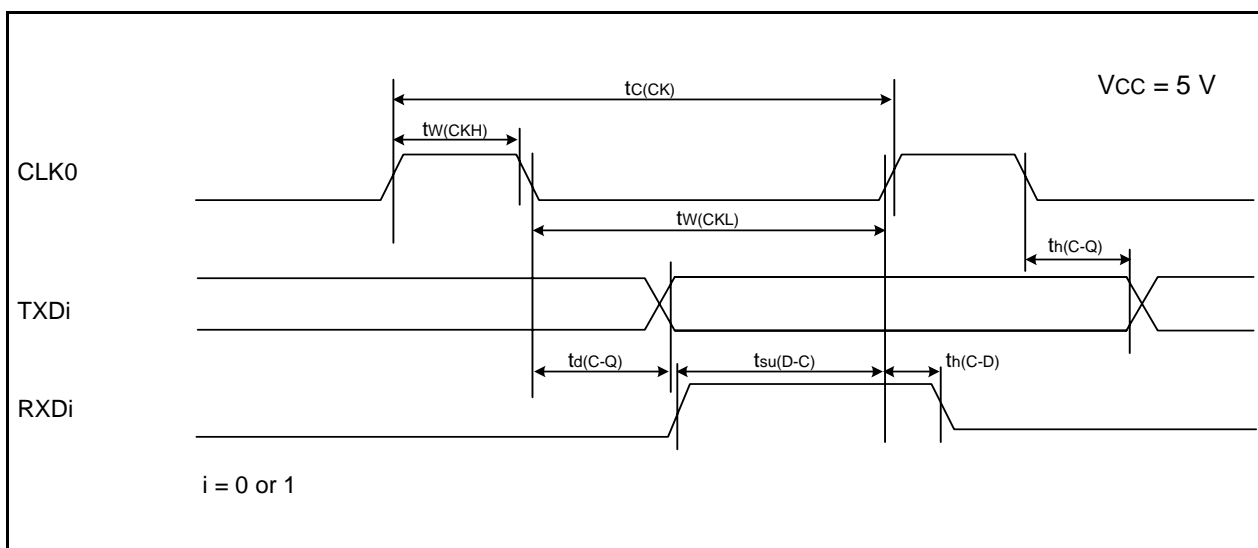 tC(CK)
VCC = 5 V
tW(CKH)
CLK0
tW(CKL)
th(C-Q)
TXDi
td(C-Q)
tsu(D-C)
th(C-D)
RXDi
i = 0 or 1